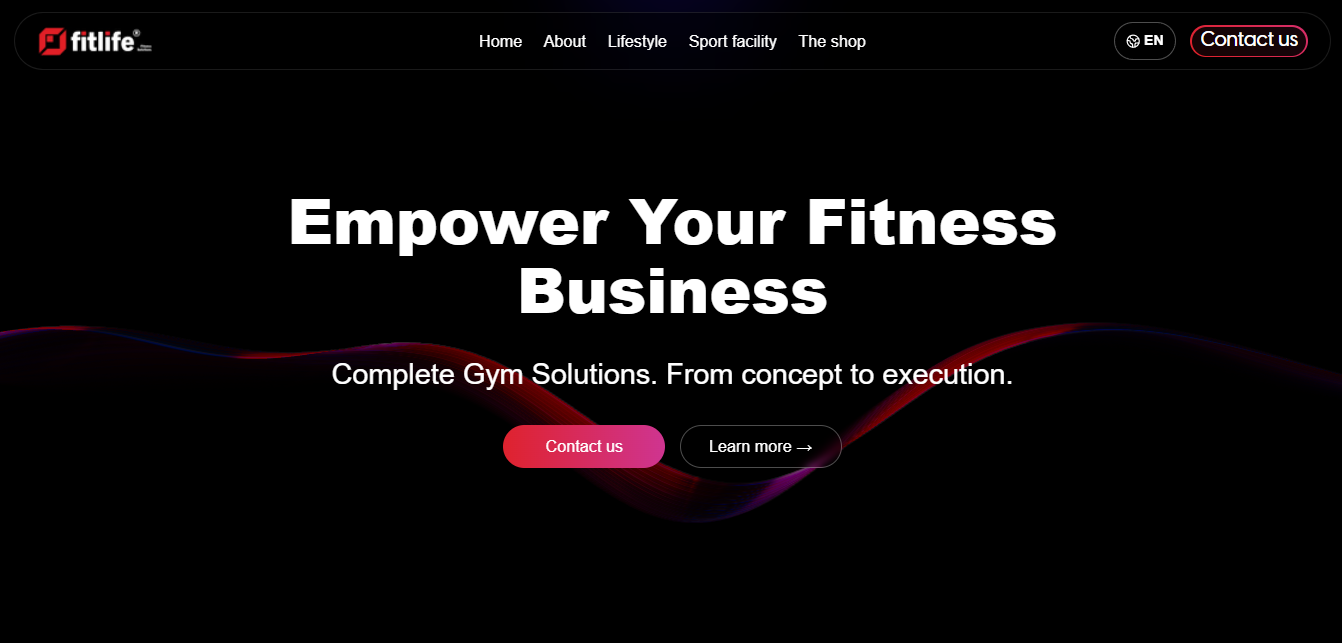 fitlife®
Home About Lifestyle Sport facility The shop
EN
Contact us
Empower Your Fitness
Business
Complete Gym Solutions. From concept to execution.
Contact us
Learn more →